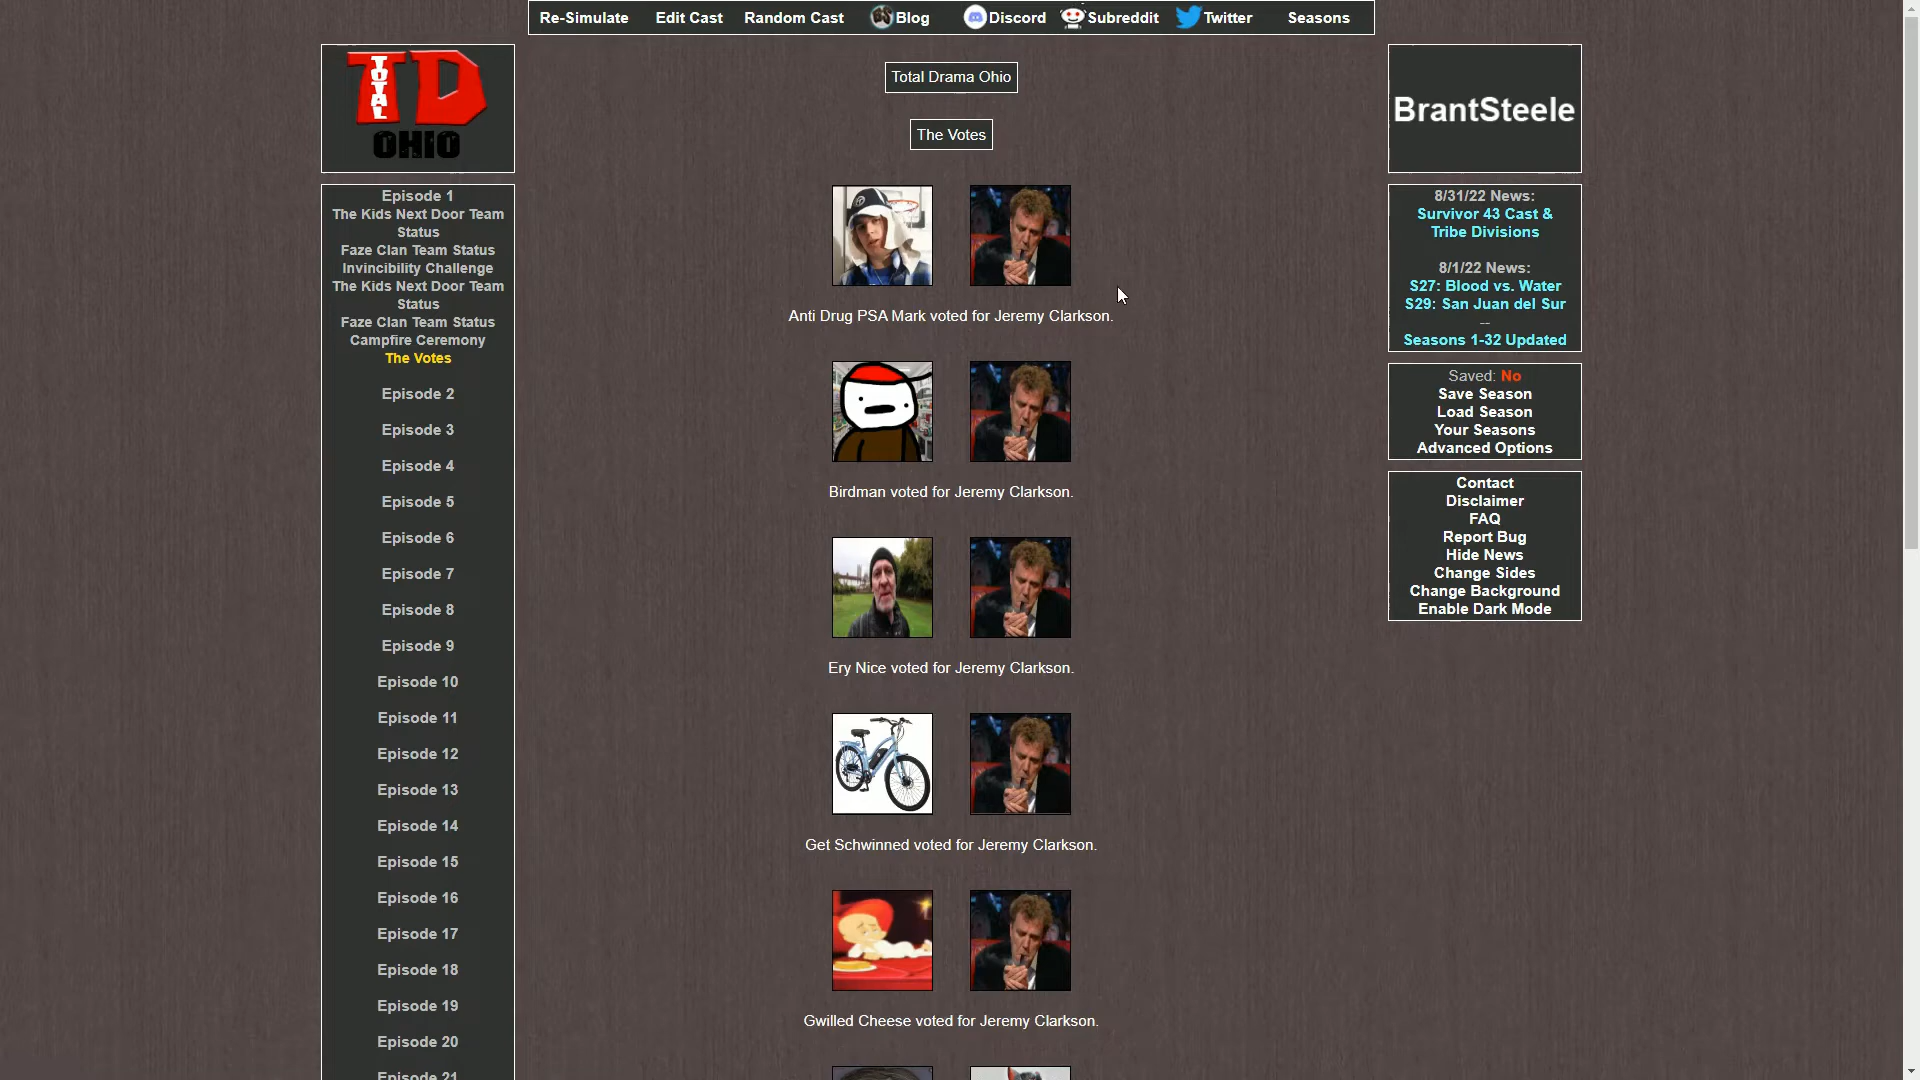 Re-Simulate Edit Cast Random Cast Blog Discord Subreddit Twitter Seasons
TOTAL
TD
OHIO
Episode 1
The Kids Next Door Team
Status
Faze Clan Team Status
Invincibility Challenge
The Kids Next Door Team
Status
Faze Clan Team Status
Campfire Ceremony
The Votes
Episode 2
Episode 3
Episode 4
Episode 5
Episode 6
Episode 7
Episode 8
Episode 9
Episode 10
Episode 11
Episode 12
Episode 13
Episode 14
Episode 15
Episode 16
Episode 17
Episode 18
Episode 19
Episode 20
Episode 21
Total Drama Ohio
The Votes
Anti Drug PSA Mark voted for Jeremy Clarkson.
Birdman voted for Jeremy Clarkson.
Ery Nice voted for Jeremy Clarkson.
Get Schwinned voted for Jeremy Clarkson.
Gwilled Cheese voted for Jeremy Clarkson.
BrantSteele
8/31/22 News:
Survivor 43 Cast &
Tribe Divisions
8/1/22 News:
S27: Blood vs. Water
S29: San Juan del Sur
--
Seasons 1-32 Updated
Saved: No
Save Season
Load Season
Your Seasons
Advanced Options
Contact
Disclaimer
FAQ
Report Bug
Hide News
Change Sides
Change Background
Enable Dark Mode